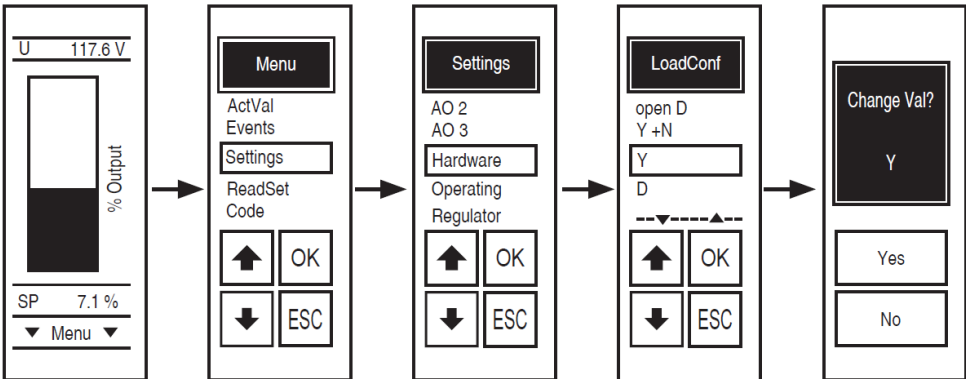 U 117.6 V
% Output
SP 7.1 %
Menu
Menu
ActVal
Events
Settings
ReadSet
Code
OK
ESC
Settings
AO 2
AO 3
Hardware
Operating
Regulator
OK
ESC
LoadConf
open D
Y +N
Y
D
OK
ESC
Change Val?
Y
Yes
No